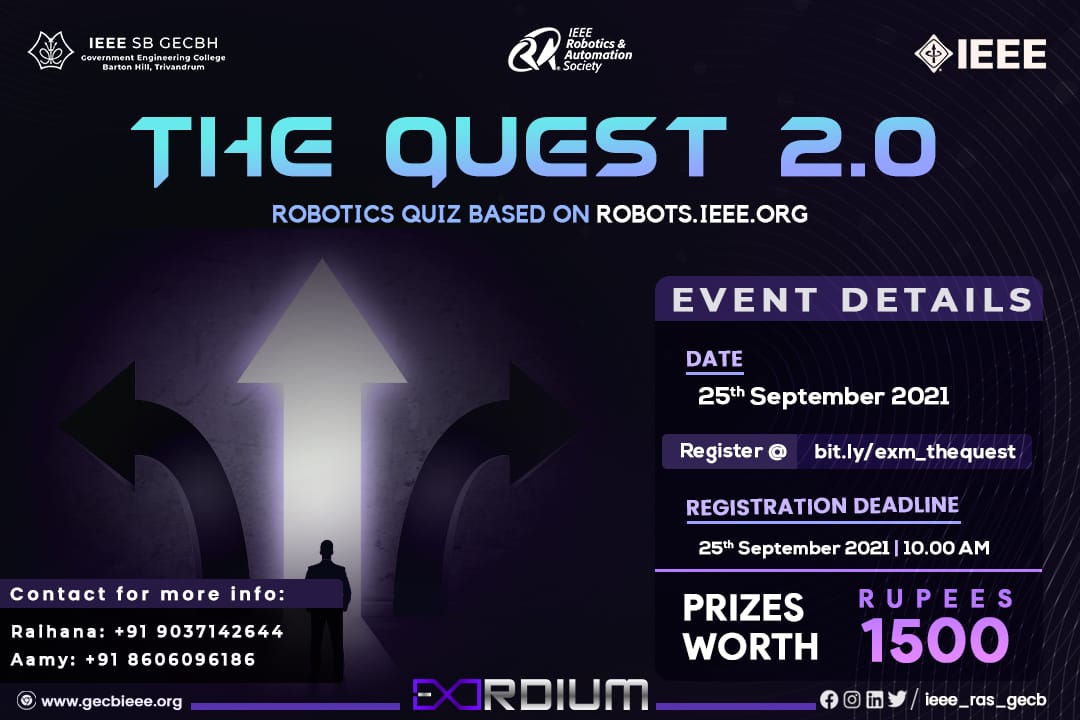 IEEE SB GECBH
Government Engineering College
Barton Hill, Trivandrum
IEEE
Robotics &
Automation
Society
IEEE
THE QUEST 2.0
ROBOTICS QUIZ BASED ON ROBOTS.IEEE.ORG
EVENT DETAILS
DATE
25th September 2021
Register @ bit.ly/exm_thequest
REGISTRATION DEADLINE
25th September 2021 | 10.00 AM
PRIZES
WORTH
RUPEES
1500
Contact for more info:
Raihana: +91 9037142644
Aamy: +91 8606096186
www.gecbieee.org
EXORDIUM
/ ieee_ras_gecb